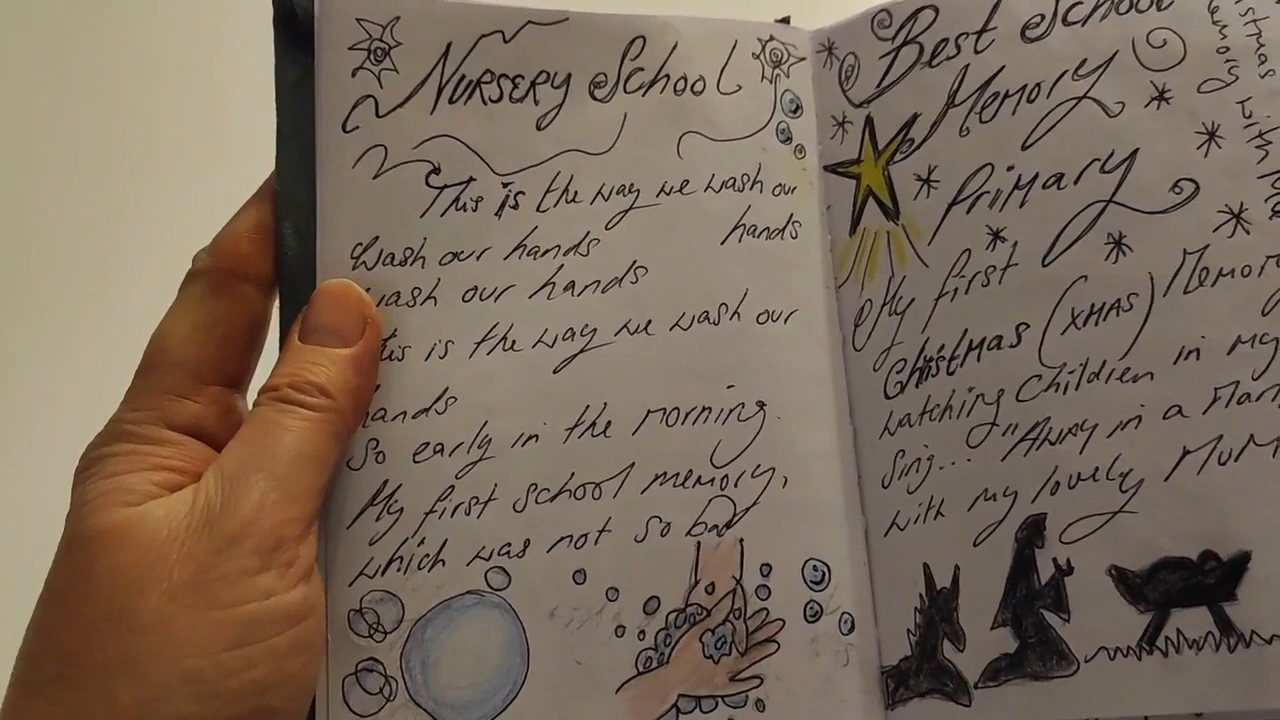 Nursery School
This is the way we wash our
hands
Wash our hands
wash our hands
this is the way we wash our
hands
So early in the morning.
My first school memory,
which was not so bad
Best School
Memory
Primary
My first
Christmas (XMAS) Memory
watching Children in my
Sing... "Away in a
with my lovely Mum
memory with